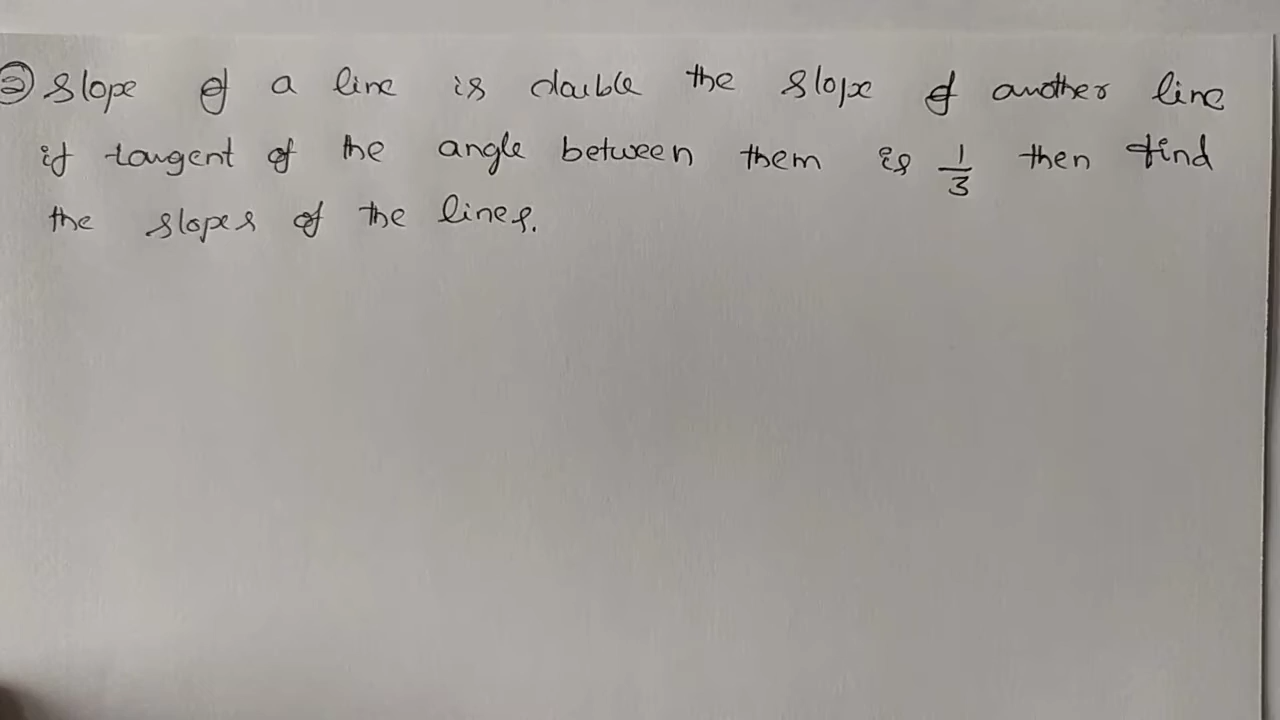 ② Slope of a line is double the slope of another line
if tangent of the angle between them is 1/3 then find
the slopes of the lines.